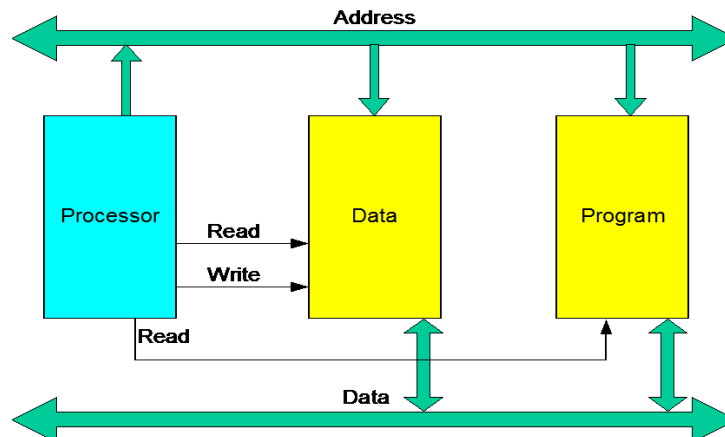 Address
Processor
Data
Program
Read
Write
Read
Data